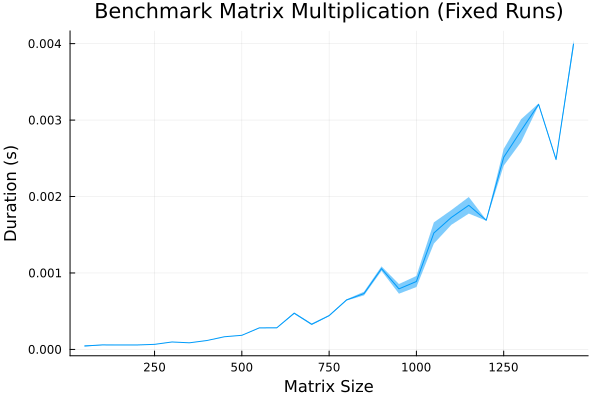 Benchmark Matrix Multiplication (Fixed Runs)
Duration (s)
0.004
0.003
0.002
0.001
0.000
250 500 750 1000 1250
Matrix Size